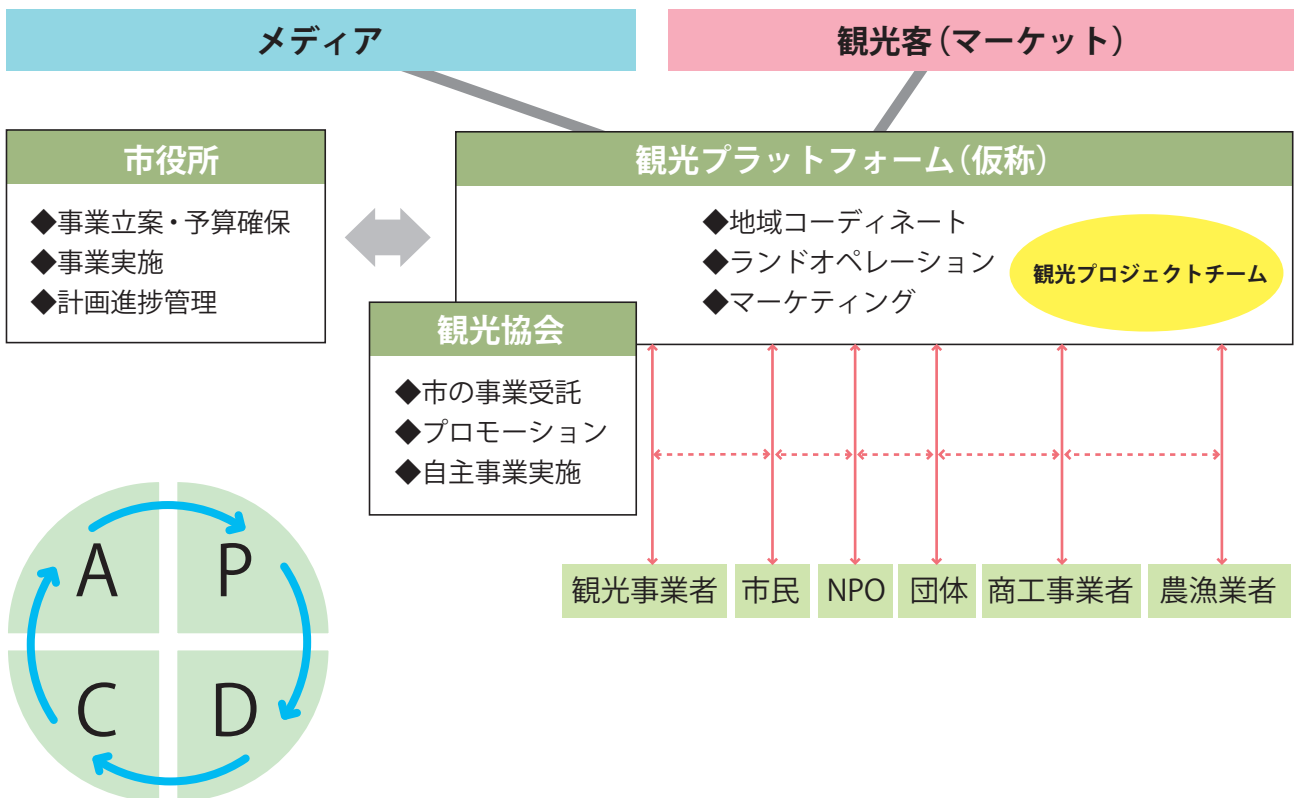 メディア
観光客（マーケット）
市役所
◆事業立案・予算確保
◆事業実施
◆計画進捗管理
観光プラットフォーム（仮称）
◆地域コーディネート
◆ランドオペレーション
◆マーケティング
観光プロジェクトチーム
観光協会
◆市の事業受託
◆プロモーション
◆自主事業実施
観光事業者
市民
NPO
団体
商工事業者
農漁業者
A
P
C
D